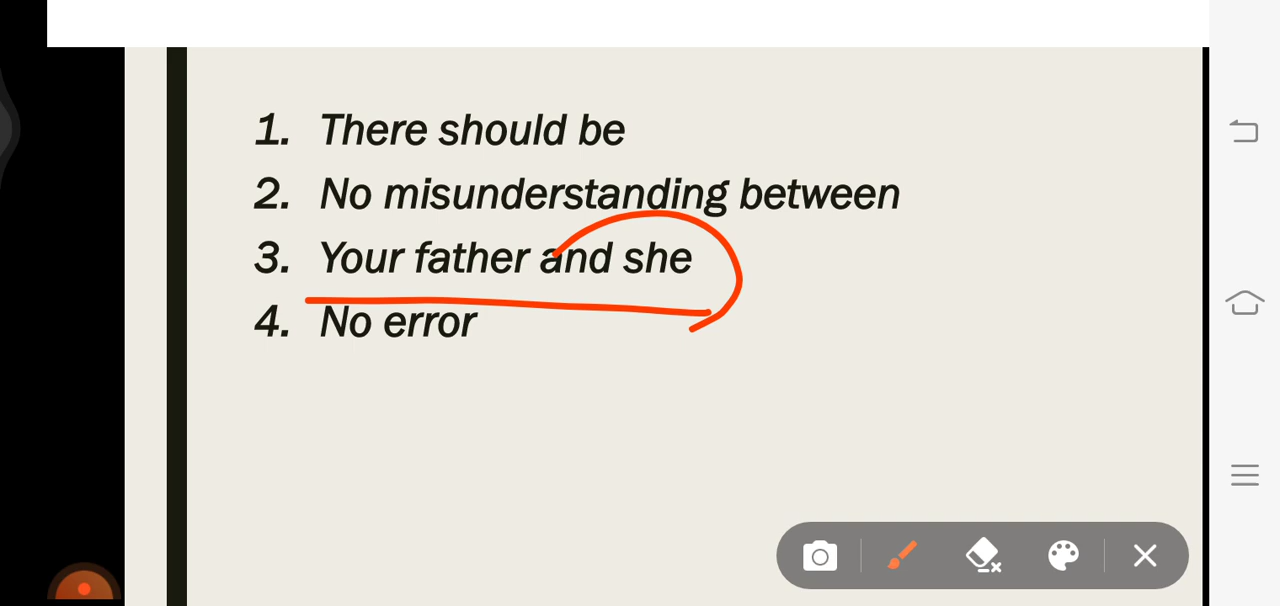 1. There should be
2. No misunderstanding between
3. Your father and she
4. No error